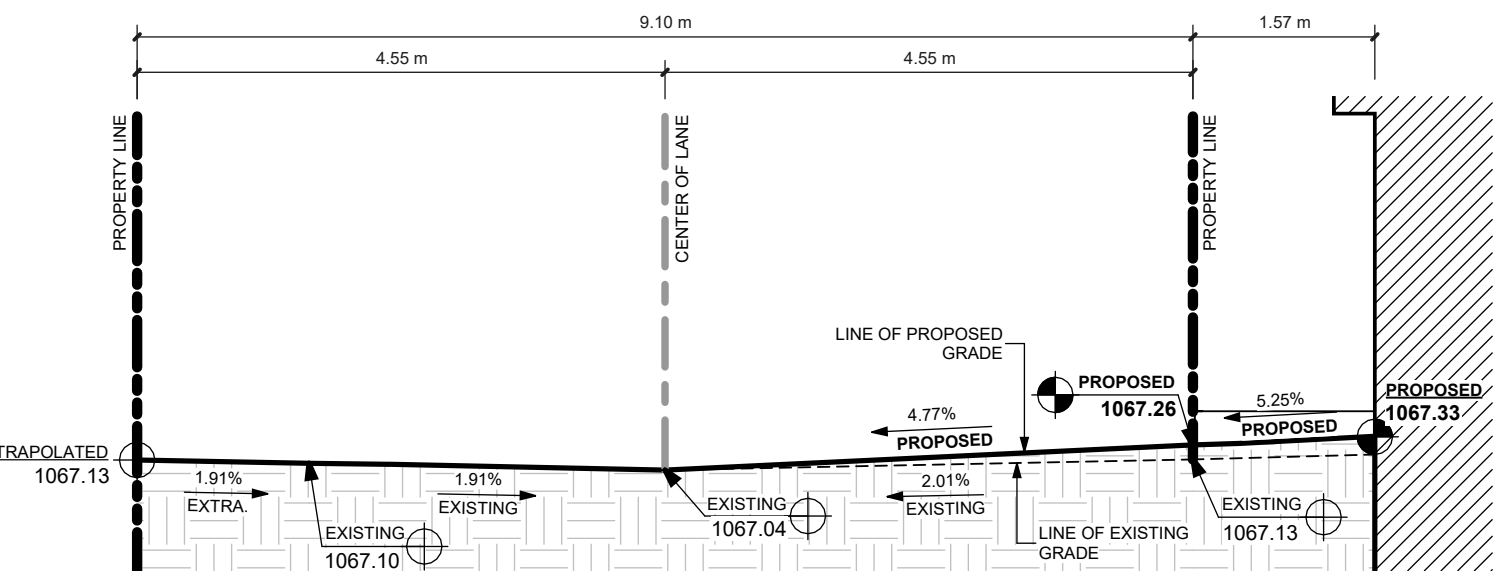 9.10 m
1.57 m
4.55 m
4.55 m
PROPERTY LINE
CENTER OF LANE
PROPERTY LINE
LINE OF PROPOSED
GRADE
PROPOSED
1067.26
5.25%
PROPOSED
PROPOSED
1067.33
4.77%
PROPOSED
TRAPOLATED
1067.13
1.91%
EXTRA.
1.91%
EXISTING
2.01%
EXISTING
EXISTING
1067.10
EXISTING
1067.04
LINE OF EXISTING
GRADE
EXISTING
1067.13